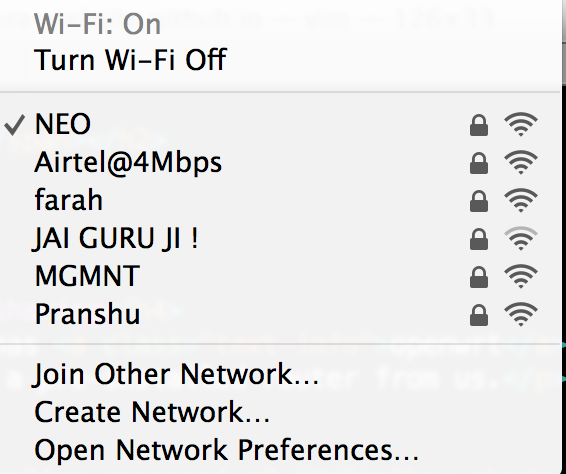 Wi-Fi: On
Turn Wi-Fi Off
NEO
Airtel@4Mbps
farah
JAI GURU JI !
MGMNT
Pranshu
Join Other Network...
Create Network...
Open Network Preferences...